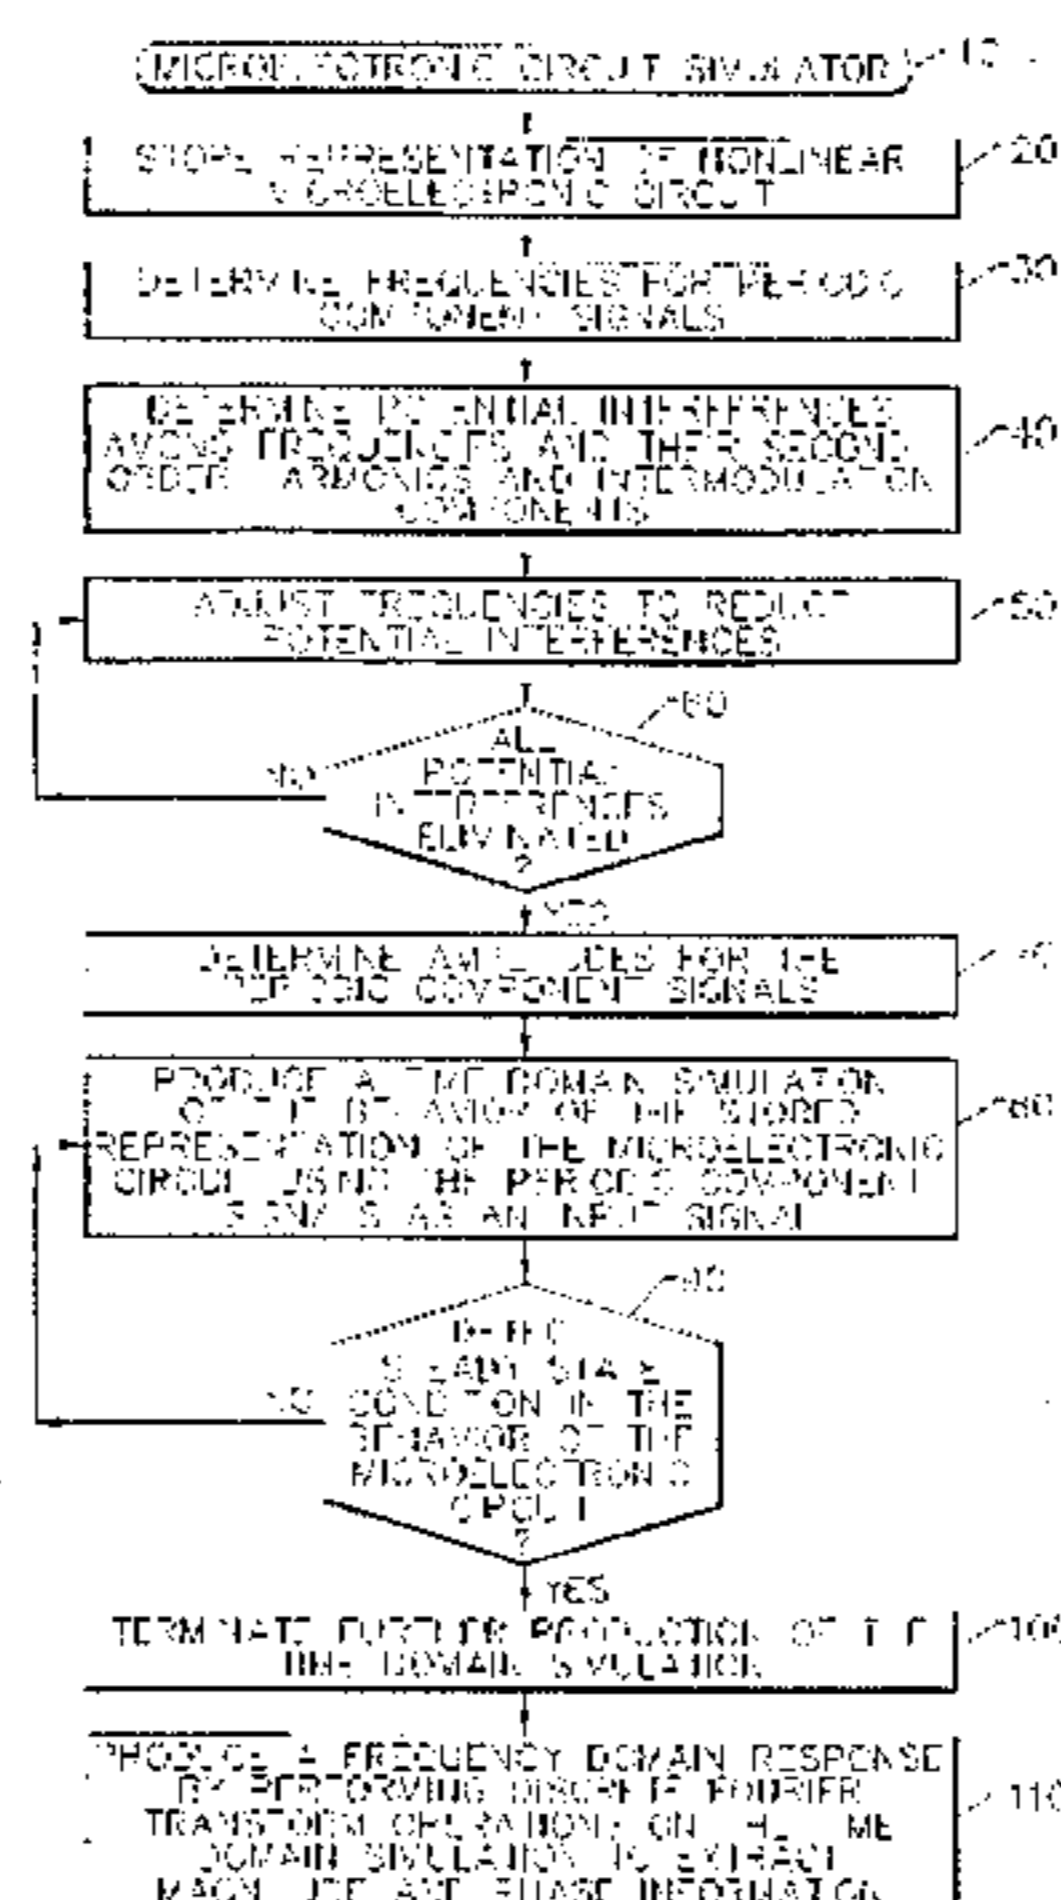 MICROELECTRONIC CIRCUIT SIMULATOR
10
STORE REPRESENTATION OF NONLINEAR
MICROELECTRONIC CIRCUIT
20
DETERMINE FREQUENCIES FOR PERIODIC
COMPONENT SIGNALS
30
DETERMINE POTENTIAL INTERFERENCES
AMONG FREQUENCIES AND THEIR SECOND
ORDER HARMONICS AND INTERMODULATION
COMPONENTS
40
ADJUST FREQUENCIES TO REDUCE
POTENTIAL INTERFERENCES
50
60
ALL
POTENTIAL
INTERFERENCES
ELIMINATED
?
NO
YES
DETERMINE AMPLITUDES FOR THE
PERIODIC COMPONENT SIGNALS
PRODUCE A TIME DOMAIN SIMULATION
OF THE BEHAVIOR OF THE STORED
REPRESENTATION OF THE MICROELECTRONIC
CIRCUIT USING THE PERIODIC COMPONENT
SIGNALS AS AN INPUT SIGNAL
80
DETECT
STEADY STATE
CONDITION IN THE
BEHAVIOR OF THE
MICROELECTRONIC
CIRCUIT
?
NO
YES
TERMINATE FURTHER PRODUCTION OF THE
TIME DOMAIN SIMULATION
100
PRODUCE A FREQUENCY DOMAIN RESPONSE
BY PERFORMING DISCRETE FOURIER
TRANSFORM OPERATIONS ON THE TIME
DOMAIN SIMULATION TO EXTRACT
MAGNITUDE AND PHASE INFORMATION
110